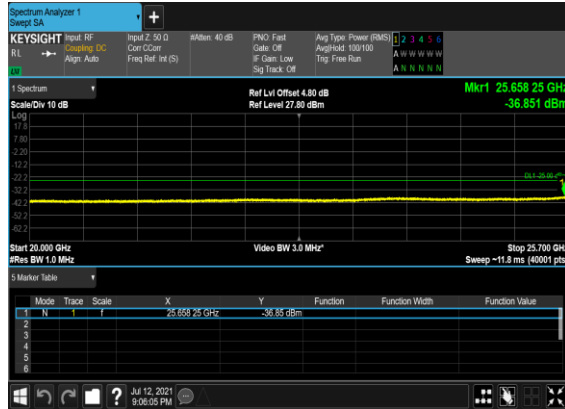 Spectrum Analyzer 1
Swept SA
+
KEYSIGHT Input: RF Input Z: 50 Ω #Atten: 40 dB PNO: Fast Avg Type: Power (RMS) 1 2 3 4 5 6
RL Coupling: DC Corr CCorr Gate: Off Avg|Hold: 100/100 A W W W W W
Align: Auto Freq Ref: Int (S) IF Gain: Low Trig: Free Run
LNI Sig Track: Off A N N N N N
1 Spectrum Ref Lvl Offset 4.80 dB Mkr1 25.658 25 GHz
Scale/Div 10 dB Ref Level 27.80 dBm -36.851 dBm
Log
17.8
7.80
-2.20
-12.2
-22.2 DL1 -25.00 dBm
-32.2
-42.2
-52.2
-62.2
Start 20.000 GHz Video BW 3.0 MHz* Stop 25.700 GHz
#Res BW 1.0 MHz Sweep ~11.8 ms (40001 pts)
5 Marker Table
Mode Trace Scale X Y Function Function Width Function Value
1 N 1 f 25.658 25 GHz -36.85 dBm
2
3
4
5
6
? Jul 12, 2021
9:06:05 PM